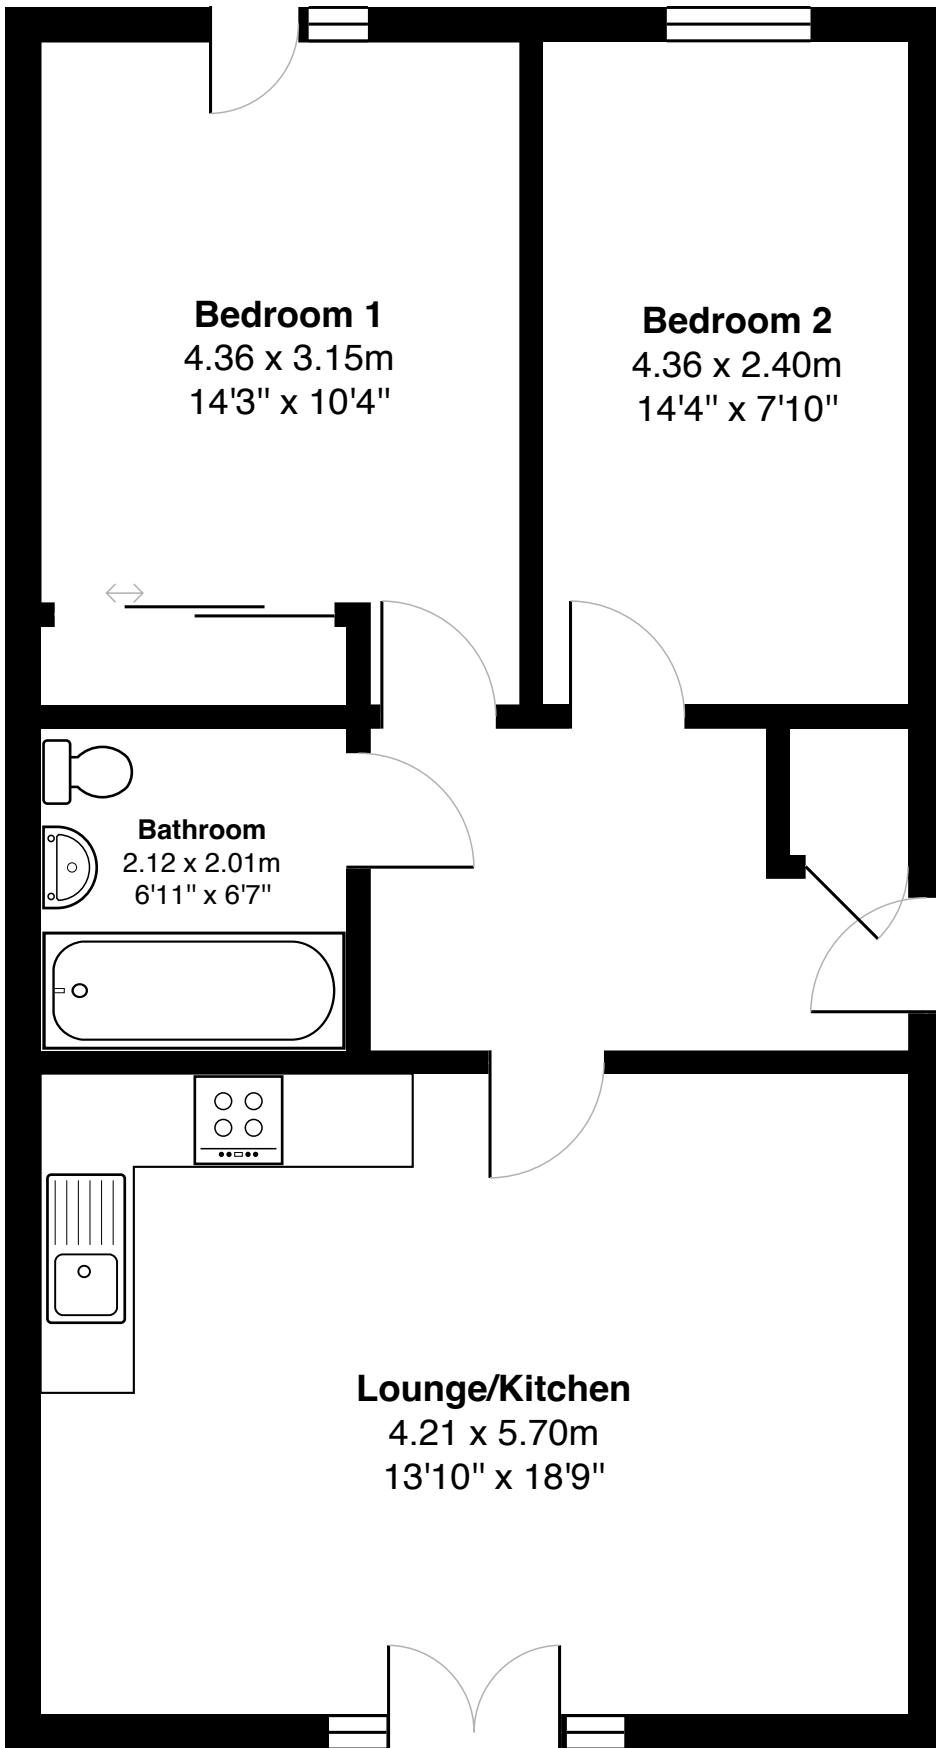 Bedroom 1
4.36 x 3.15m
14'3" x 10'4"
Bedroom 2
4.36 x 2.40m
14'4" x 7'10"
Bathroom
2.12 x 2.01m
6'11" x 6'7"
Lounge/Kitchen
4.21 x 5.70m
13'10" x 18'9"